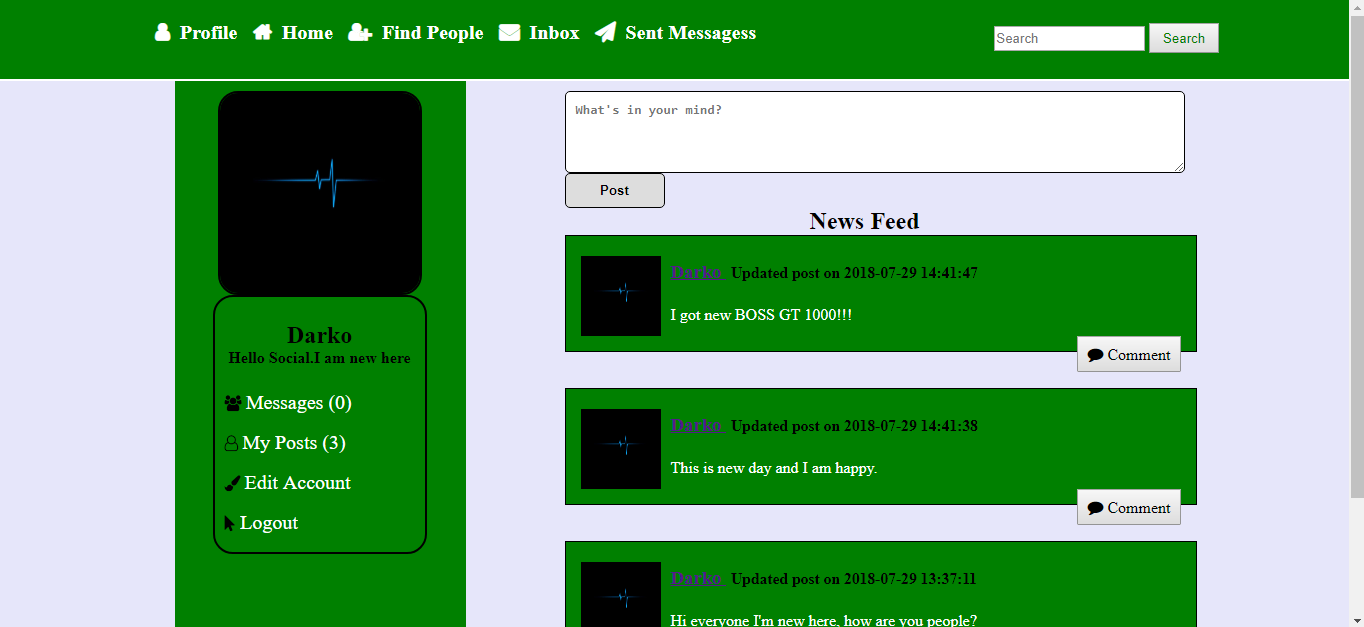 Profile Home Find People Inbox Sent Messagess Search Search
What's in your mind?
Post
News Feed
Darko Updated post on 2018-07-29 14:41:47
I got new BOSS GT 1000!!!
Comment
Darko
Hello Social.I am new here
Messages (0)
My Posts (3)
Edit Account
Logout
Darko Updated post on 2018-07-29 14:41:38
This is new day and I am happy.
Comment
Darko Updated post on 2018-07-29 13:37:11
Hi everyone I'm new here, how are you people?